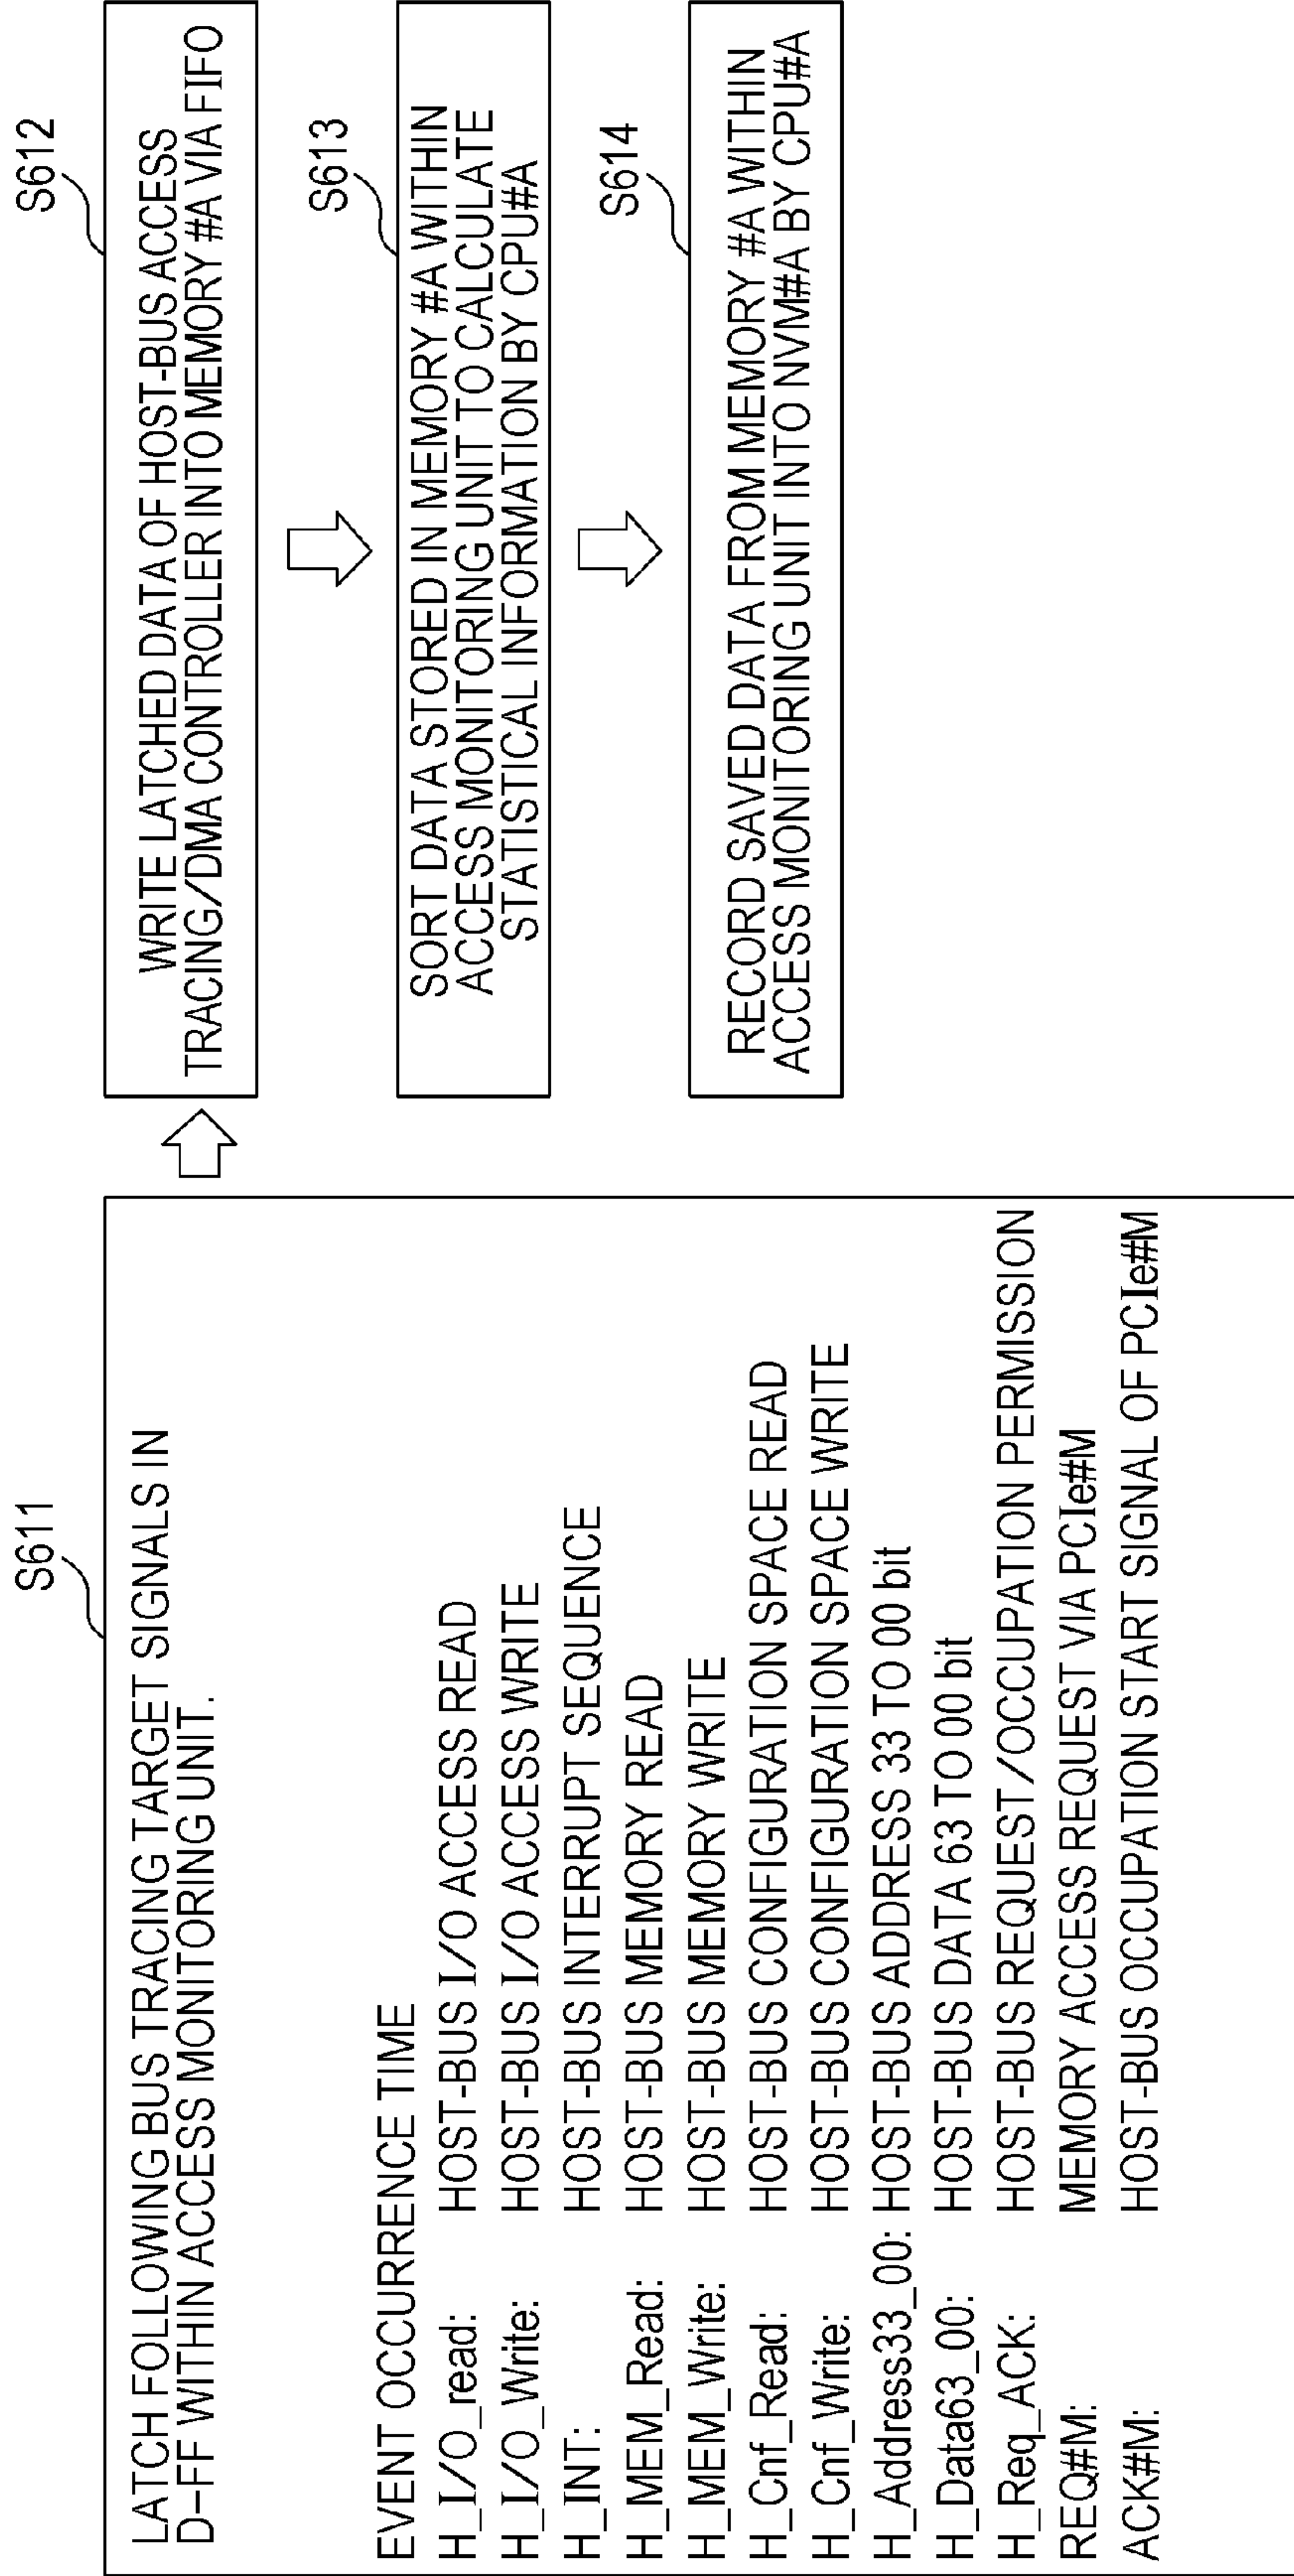 S611
LATCH FOLLOWING BUS TRACING TARGET SIGNALS IN
D-FF WITHIN ACCESS MONITORING UNIT.
EVENT OCCURRENCE TIME
H_I/O_read: HOST-BUS I/O ACCESS READ
H_I/O_Write: HOST-BUS I/O ACCESS WRITE
H_INT: HOST-BUS INTERRUPT SEQUENCE
H_MEM_Read: HOST-BUS MEMORY READ
H_MEM_Write: HOST-BUS MEMORY WRITE
H_Cnf_Read: HOST-BUS CONFIGURATION SPACE READ
H_Cnf_Write: HOST-BUS CONFIGURATION SPACE WRITE
H_Address33_00: HOST-BUS ADDRESS 33 TO 00 bit
H_Data63_00: HOST-BUS DATA 63 TO 00 bit
H_Req_ACK: HOST-BUS REQUEST/OCCUPATION PERMISSION
REQ#M: MEMORY ACCESS REQUEST VIA PCIe#M
ACK#M: HOST-BUS OCCUPATION START SIGNAL OF PCIe#M
S612
WRITE LATCHED DATA OF HOST-BUS ACCESS
TRACING/DMA CONTROLLER INTO MEMORY #A VIA FIFO
S613
SORT DATA STORED IN MEMORY #A WITHIN
ACCESS MONITORING UNIT TO CALCULATE
STATISTICAL INFORMATION BY CPU#A
S614
RECORD SAVED DATA FROM MEMORY #A WITHIN
ACCESS MONITORING UNIT INTO NVM#A BY CPU#A